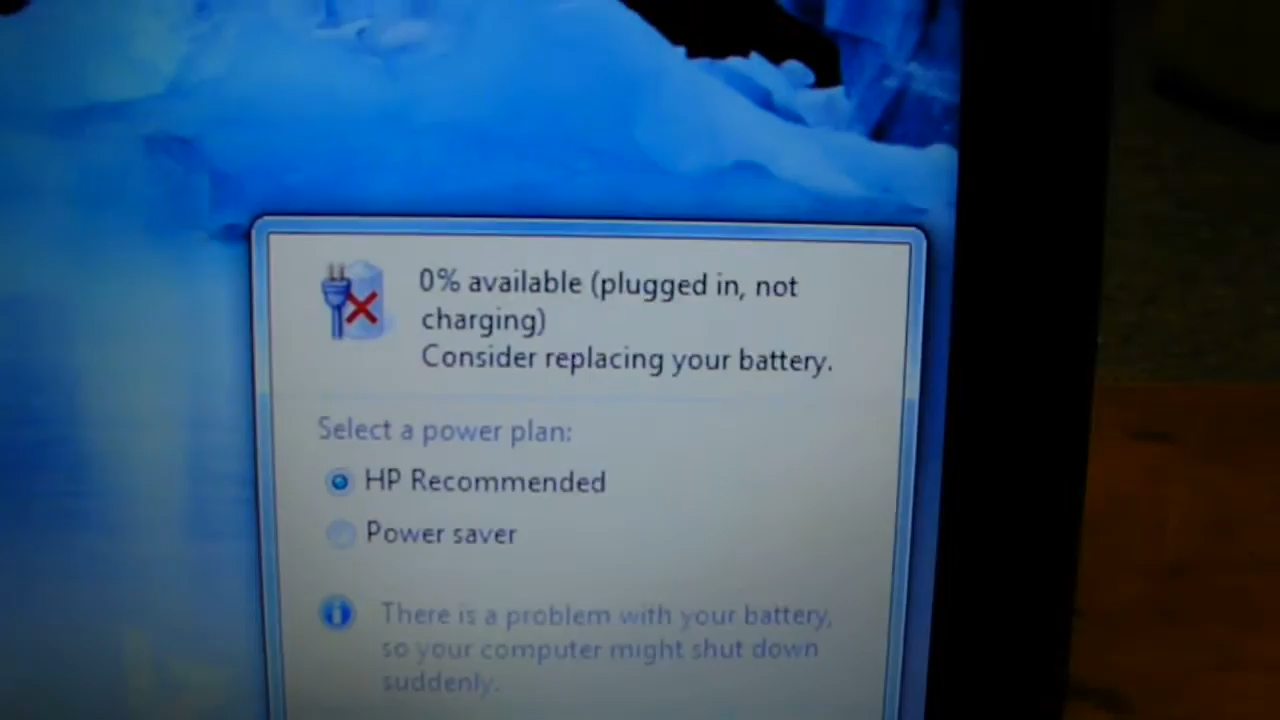 0% available (plugged in, not
charging)
Consider replacing your battery.
Select a power plan:
HP Recommended
Power saver
There is a problem with your battery,
so your computer might shut down
suddenly.